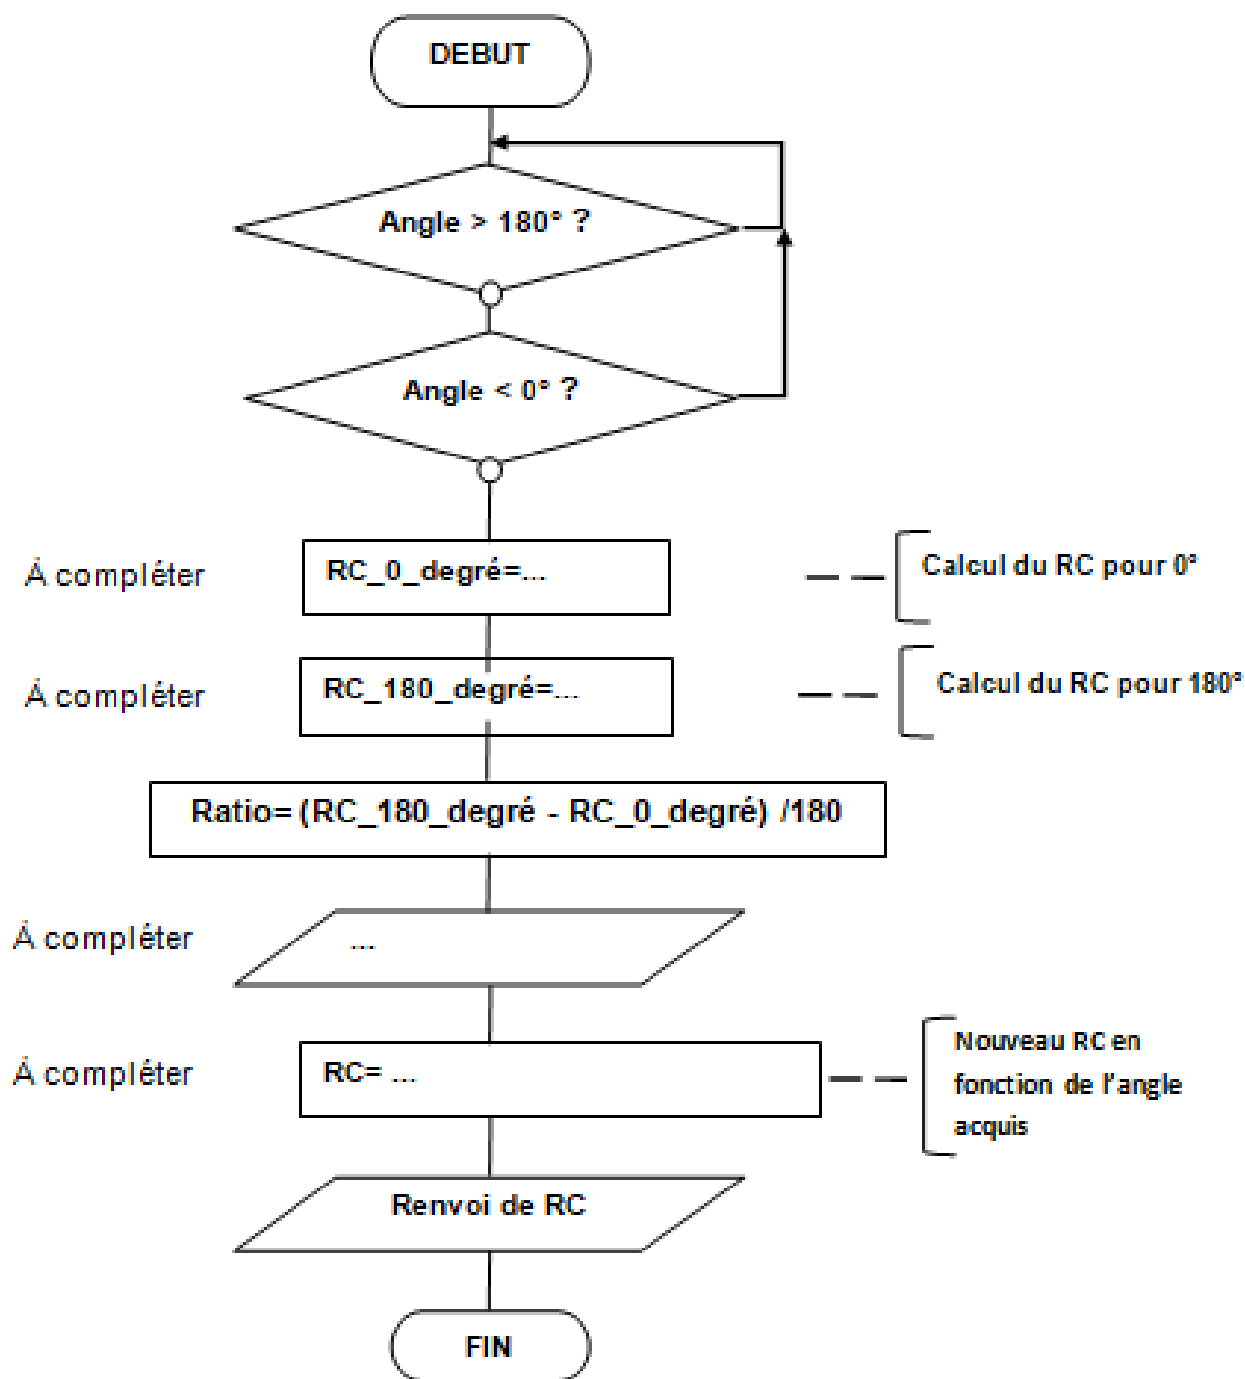 DEBUT
Angle > 180° ?
Angle < 0° ?
À compléter
RC_0_degré=...
Calcul du RC pour 0°
À compléter
RC_180_degré=...
Calcul du RC pour 180°
Ratio= (RC_180_degré - RC_0_degré) /180
À compléter
...
À compléter
RC= ...
Nouveau RC en
fonction de l'angle
acquis
Renvoi de RC
FIN